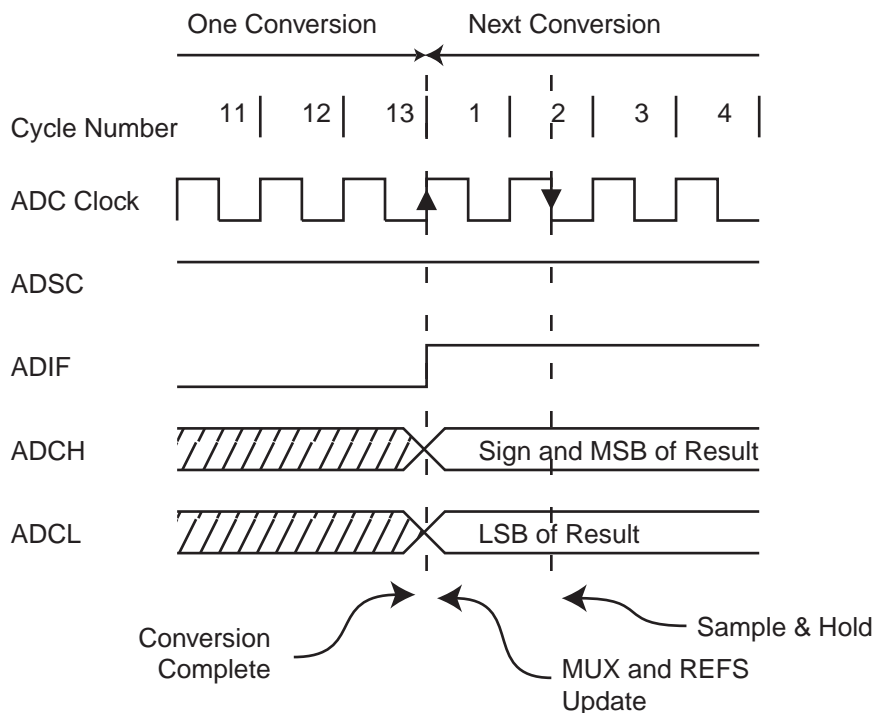 One Conversion Next Conversion
Cycle Number 11 12 13 1 2 3 4
ADC Clock
ADSC
ADIF
ADCH Sign and MSB of Result
ADCL LSB of Result
Sample & Hold
Conversion
Complete
MUX and REFS
Update